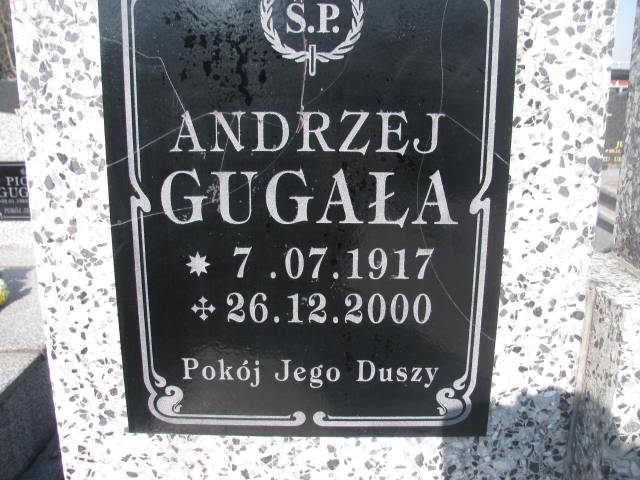 Ś.P.
ANDRZEJ
GUGAŁA
7.07.1917
26.12.2000
Pokój Jego Duszy